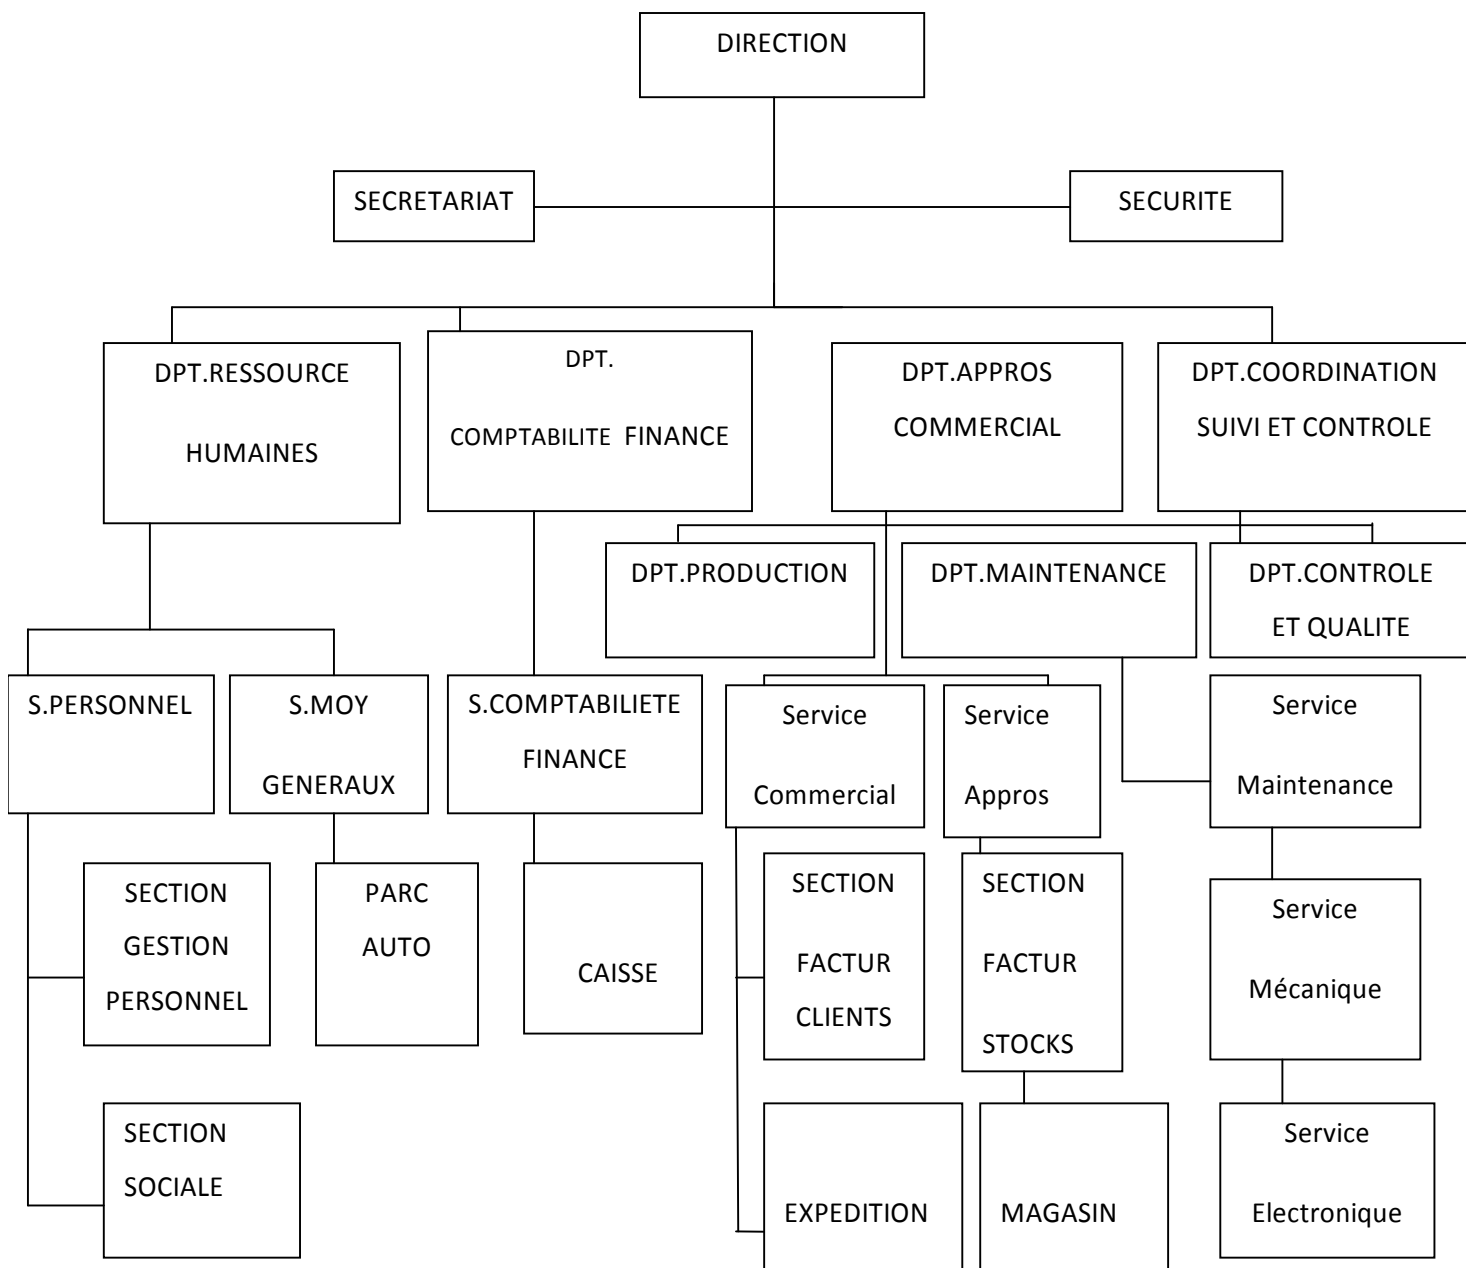 DIRECTION
SECRETARIAT
SECURITE
DPT.RESSOURCE
HUMAINES
DPT.
COMPTABILITE FINANCE
DPT.APPROS
COMMERCIAL
DPT.COORDINATION
SUIVI ET CONTROLE
DPT.PRODUCTION
DPT.MAINTENANCE
DPT.CONTROLE
ET QUALITE
S.PERSONNEL
S.MOY
GENERAUX
S.COMPTABILIETE
FINANCE
Service
Commercial
Service
Appros
Service
Maintenance
SECTION
GESTION
PERSONNEL
PARC
AUTO
CAISSE
SECTION
FACTUR
CLIENTS
SECTION
FACTUR
STOCKS
Service
Mécanique
SECTION
SOCIALE
EXPEDITION
MAGASIN
Service
Electronique